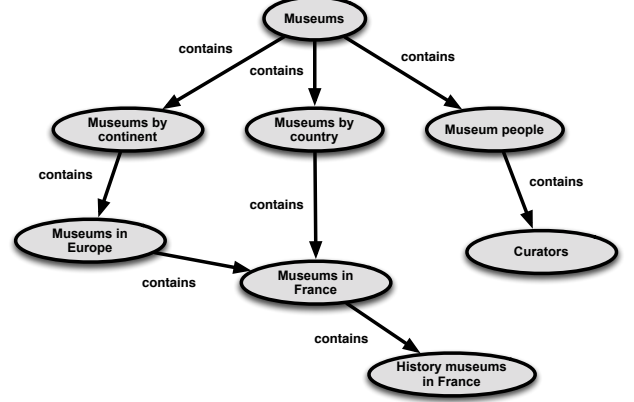 Museums
contains
contains
contains
Museums by
continent
Museums by
country
Museum people
contains
contains
contains
Museums in
Europe
Curators
contains
Museums in
France
contains
History museums
in France